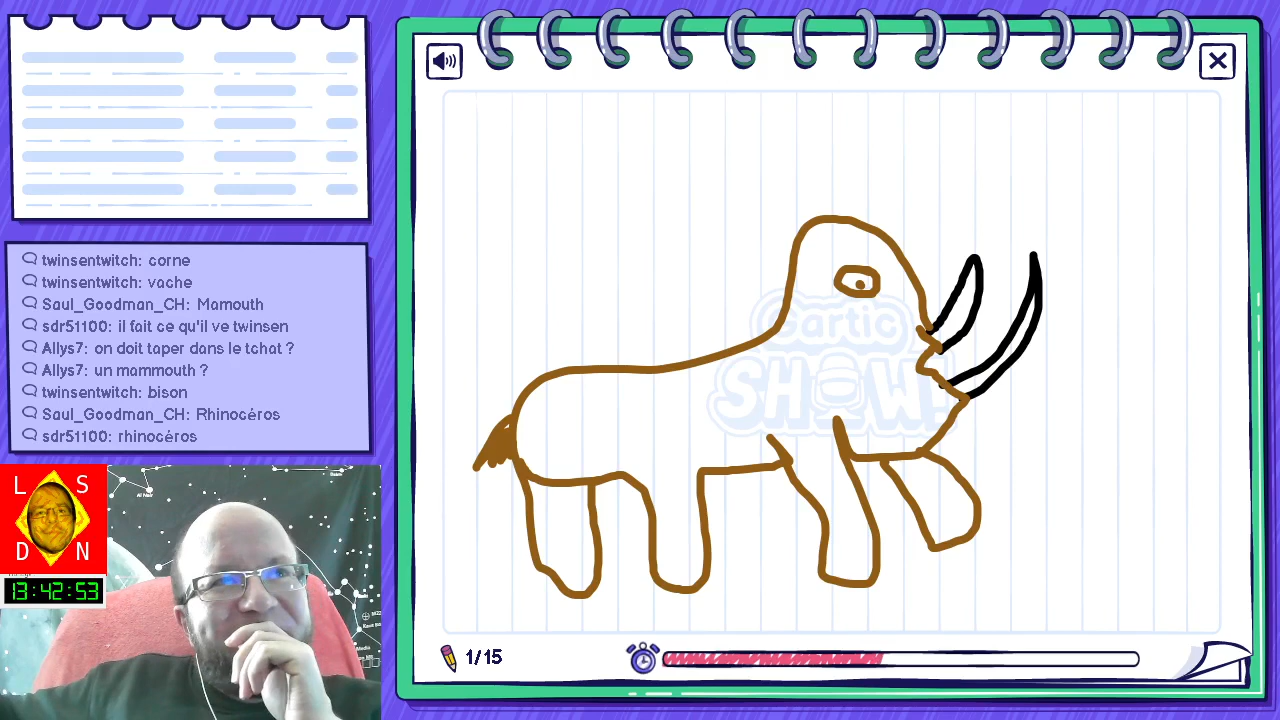 twinsentwitch: corne
twinsentwitch: vache
Saul_Goodman_CH: Mamouth
sdr51100: il fait ce qu'il ve twinsen
Allys7: on doit taper dans le tchat ?
Allys7: un mammouth ?
twinsentwitch: bison
Saul_Goodman_CH: Rhinocéros
sdr51100: rhinocéros
Gartic
SHOW!
L S
D N
13:42:53
1/15